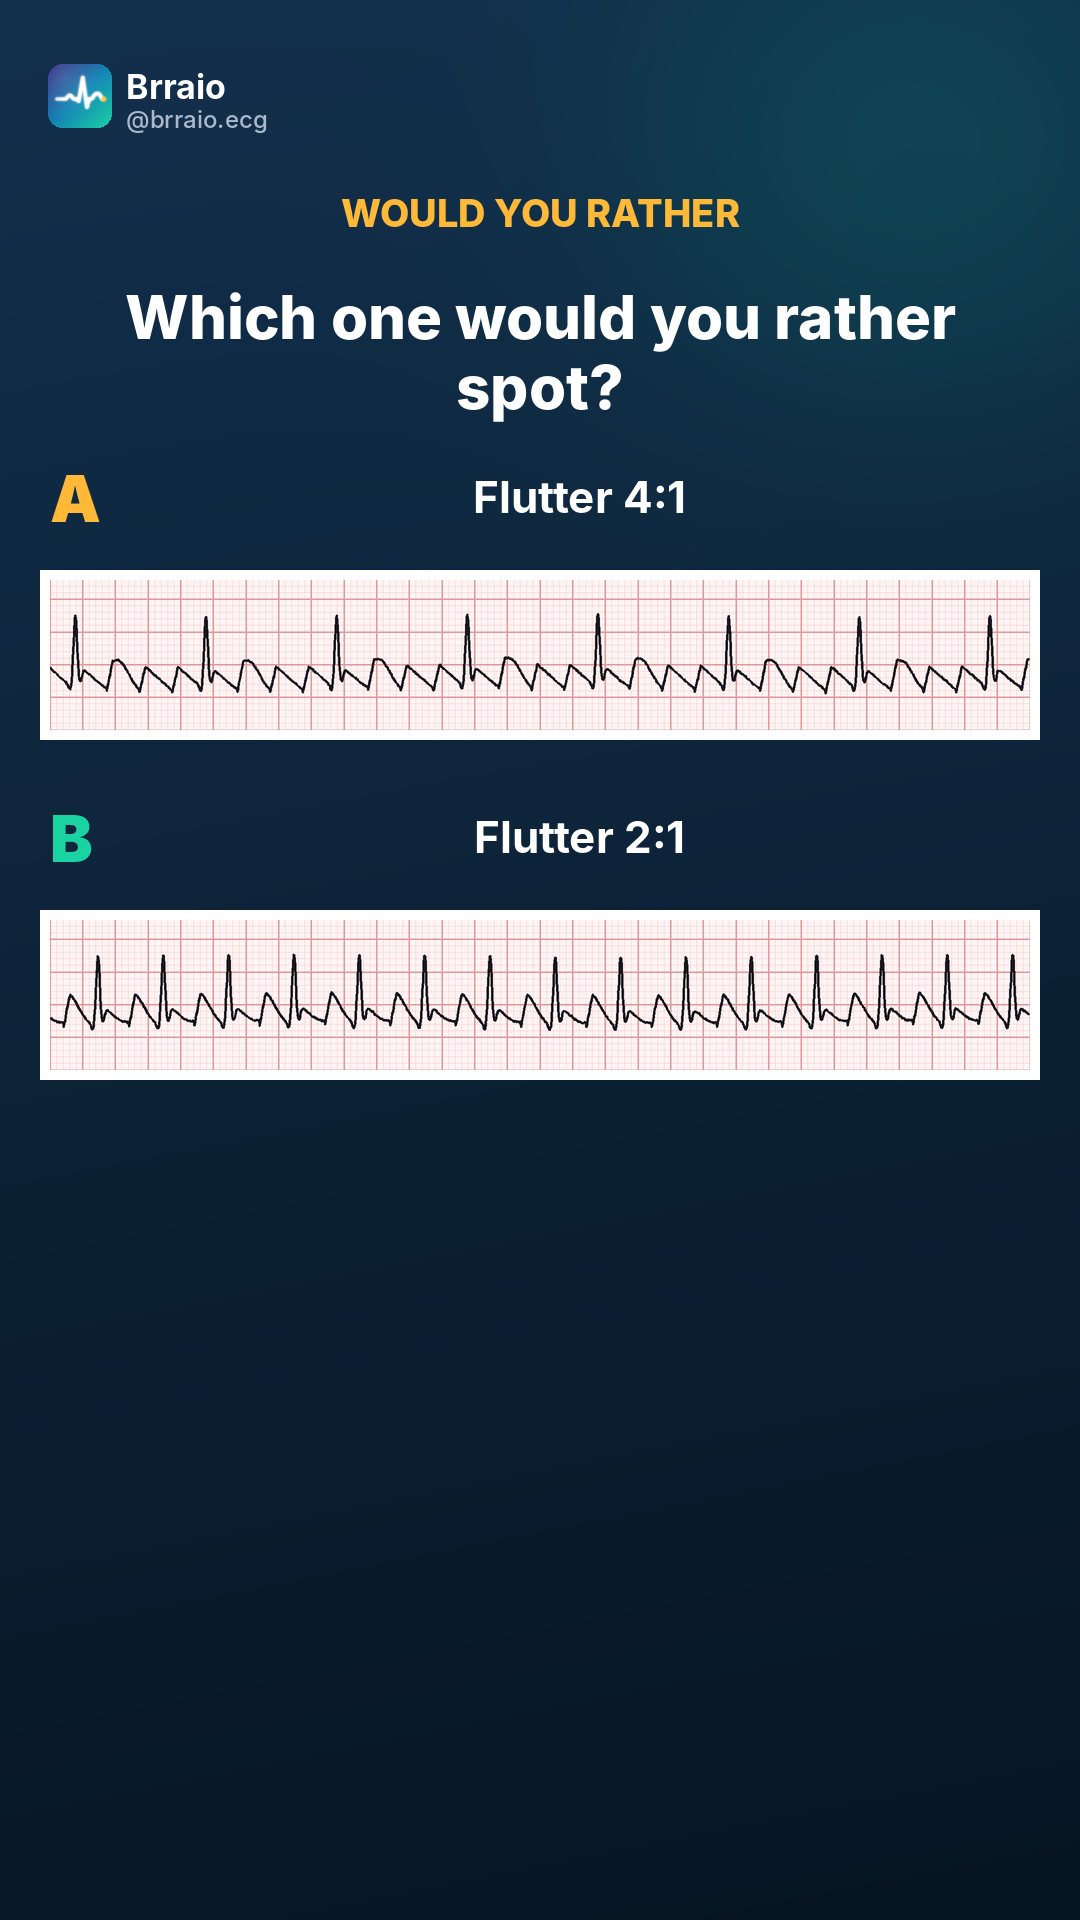 Brraio
@brraio.ecg
WOULD YOU RATHER
Which one would you rather
spot?
A
Flutter 4:1
B
Flutter 2:1